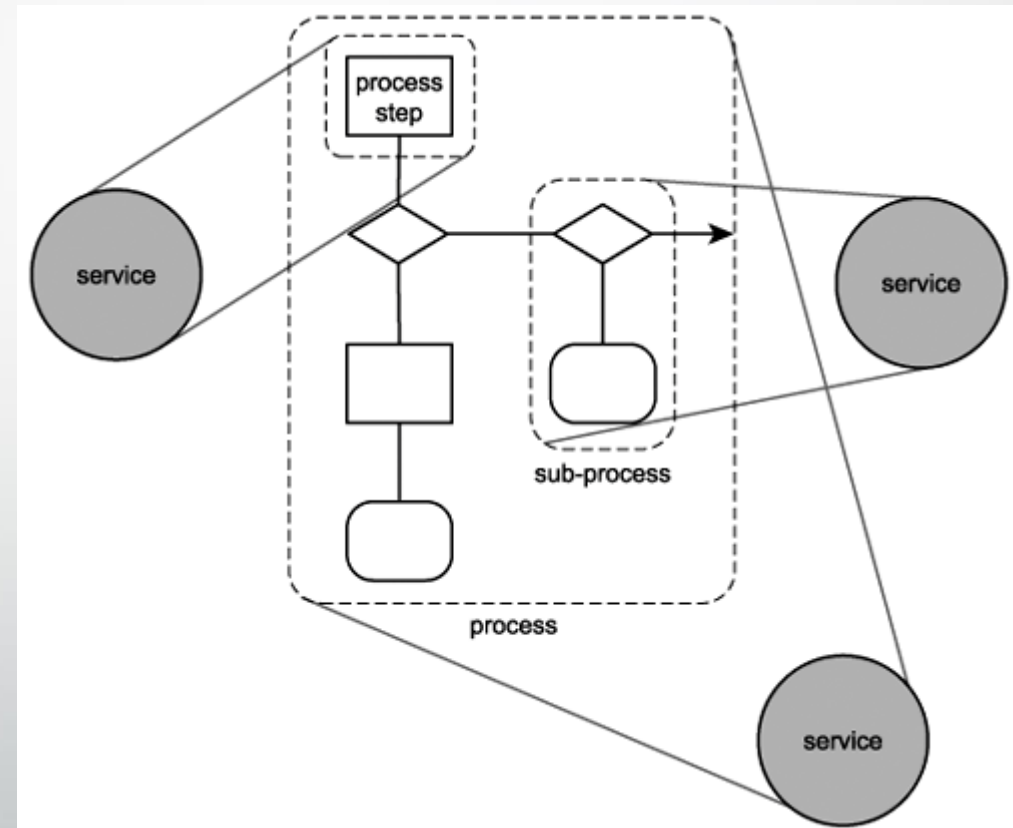 process
step
service
service
sub-process
process
service